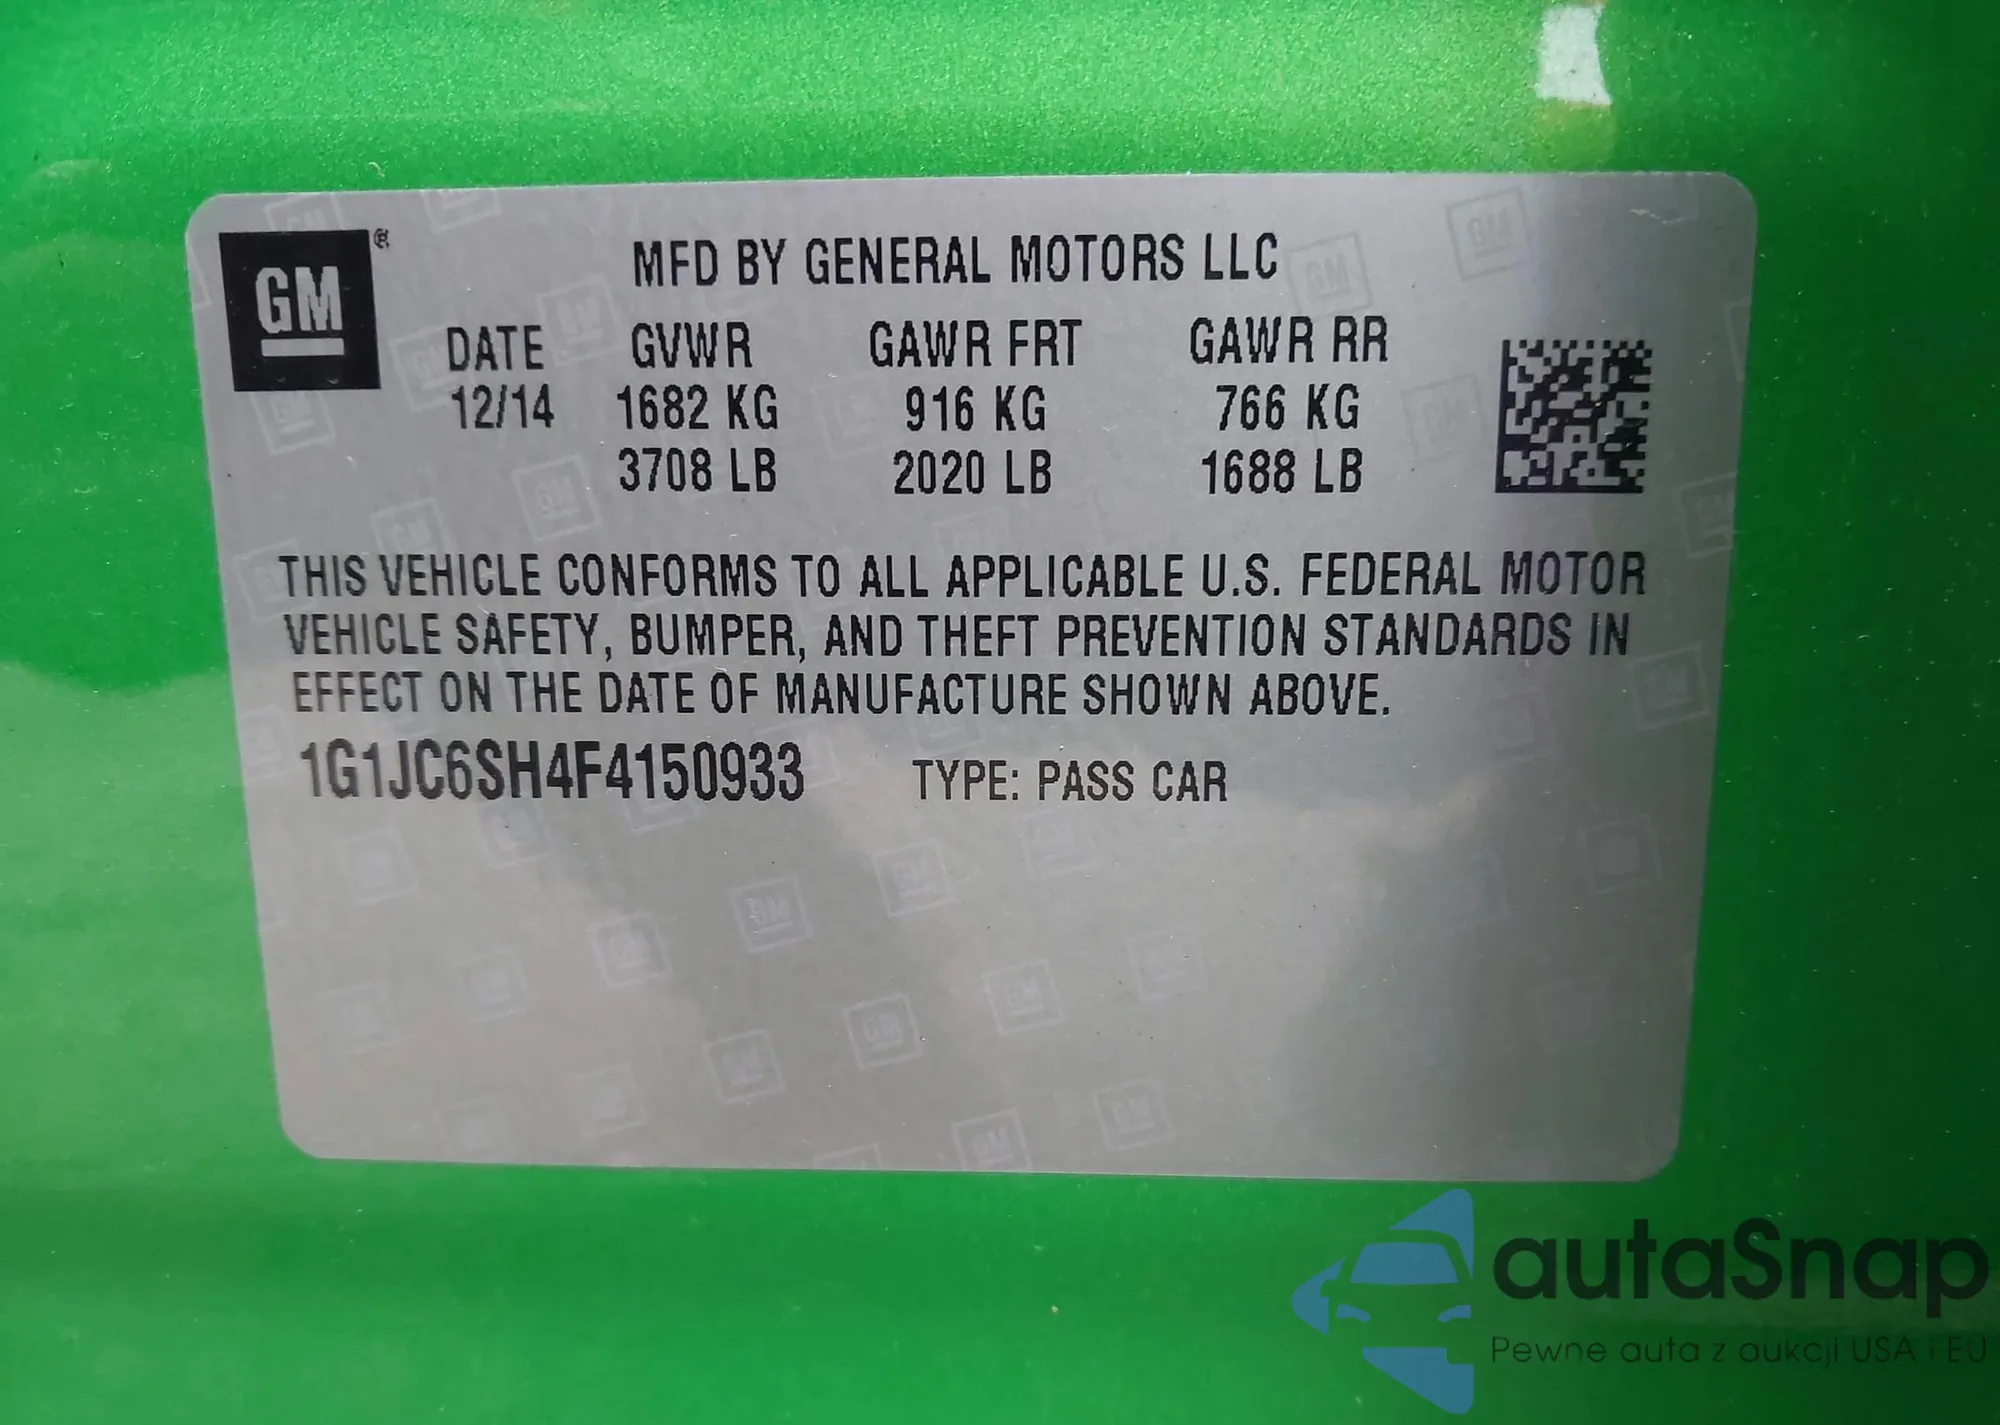 GM®
MFD BY GENERAL MOTORS LLC
DATE GVWR GAWR FRT GAWR RR
12/14 1682 KG 916 KG 766 KG
3708 LB 2020 LB 1688 LB
THIS VEHICLE CONFORMS TO ALL APPLICABLE U.S. FEDERAL MOTOR
VEHICLE SAFETY, BUMPER, AND THEFT PREVENTION STANDARDS IN
EFFECT ON THE DATE OF MANUFACTURE SHOWN ABOVE.
1G1JC6SH4F4150933 TYPE: PASS CAR
autaSnap
Pewne auta z aukcji USA i EU